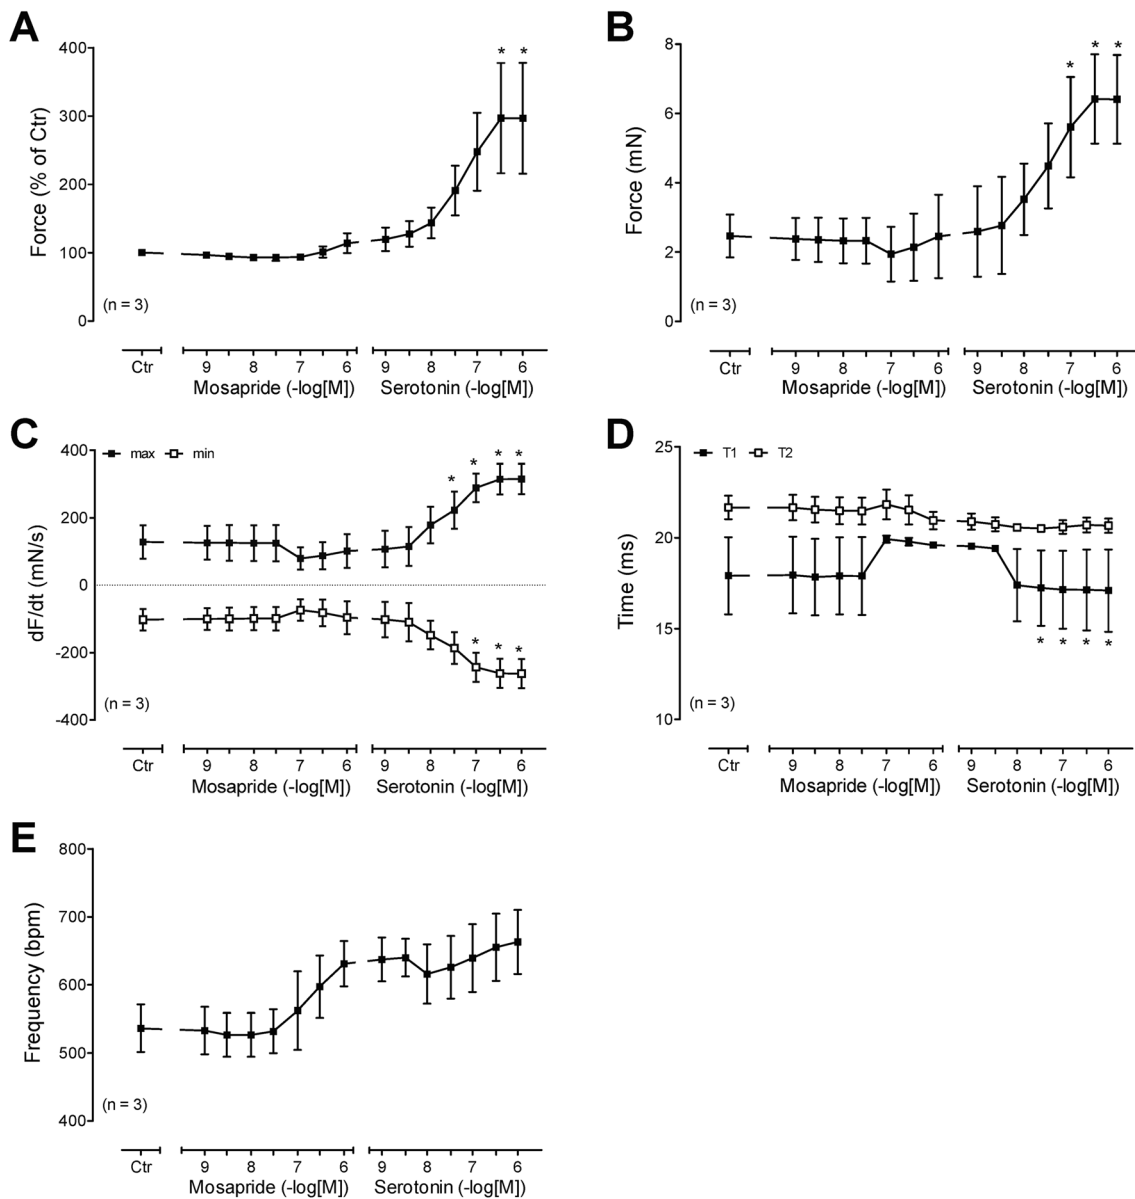 A
Force (% of Ctr)
400
300
200
100
0
* *
(n = 3)
Ctr 9 8 7 6 9 8 7 6
Mosapride (-log[M]) Serotonin (-log[M])
B
Force (mN)
8
6
4
2
0
* * *
(n = 3)
Ctr 9 8 7 6 9 8 7 6
Mosapride (-log[M]) Serotonin (-log[M])
C
dF/dt (mN/s)
max min
400
200
0
-200
-400
* * * *
* * *
(n = 3)
Ctr 9 8 7 6 9 8 7 6
Mosapride (-log[M]) Serotonin (-log[M])
D
Time (ms)
T1 T2
25
20
15
10
* * * *
(n = 3)
Ctr 9 8 7 6 9 8 7 6
Mosapride (-log[M]) Serotonin (-log[M])
E
Frequency (bpm)
800
700
600
500
400
(n = 3)
Ctr 9 8 7 6 9 8 7 6
Mosapride (-log[M]) Serotonin (-log[M])